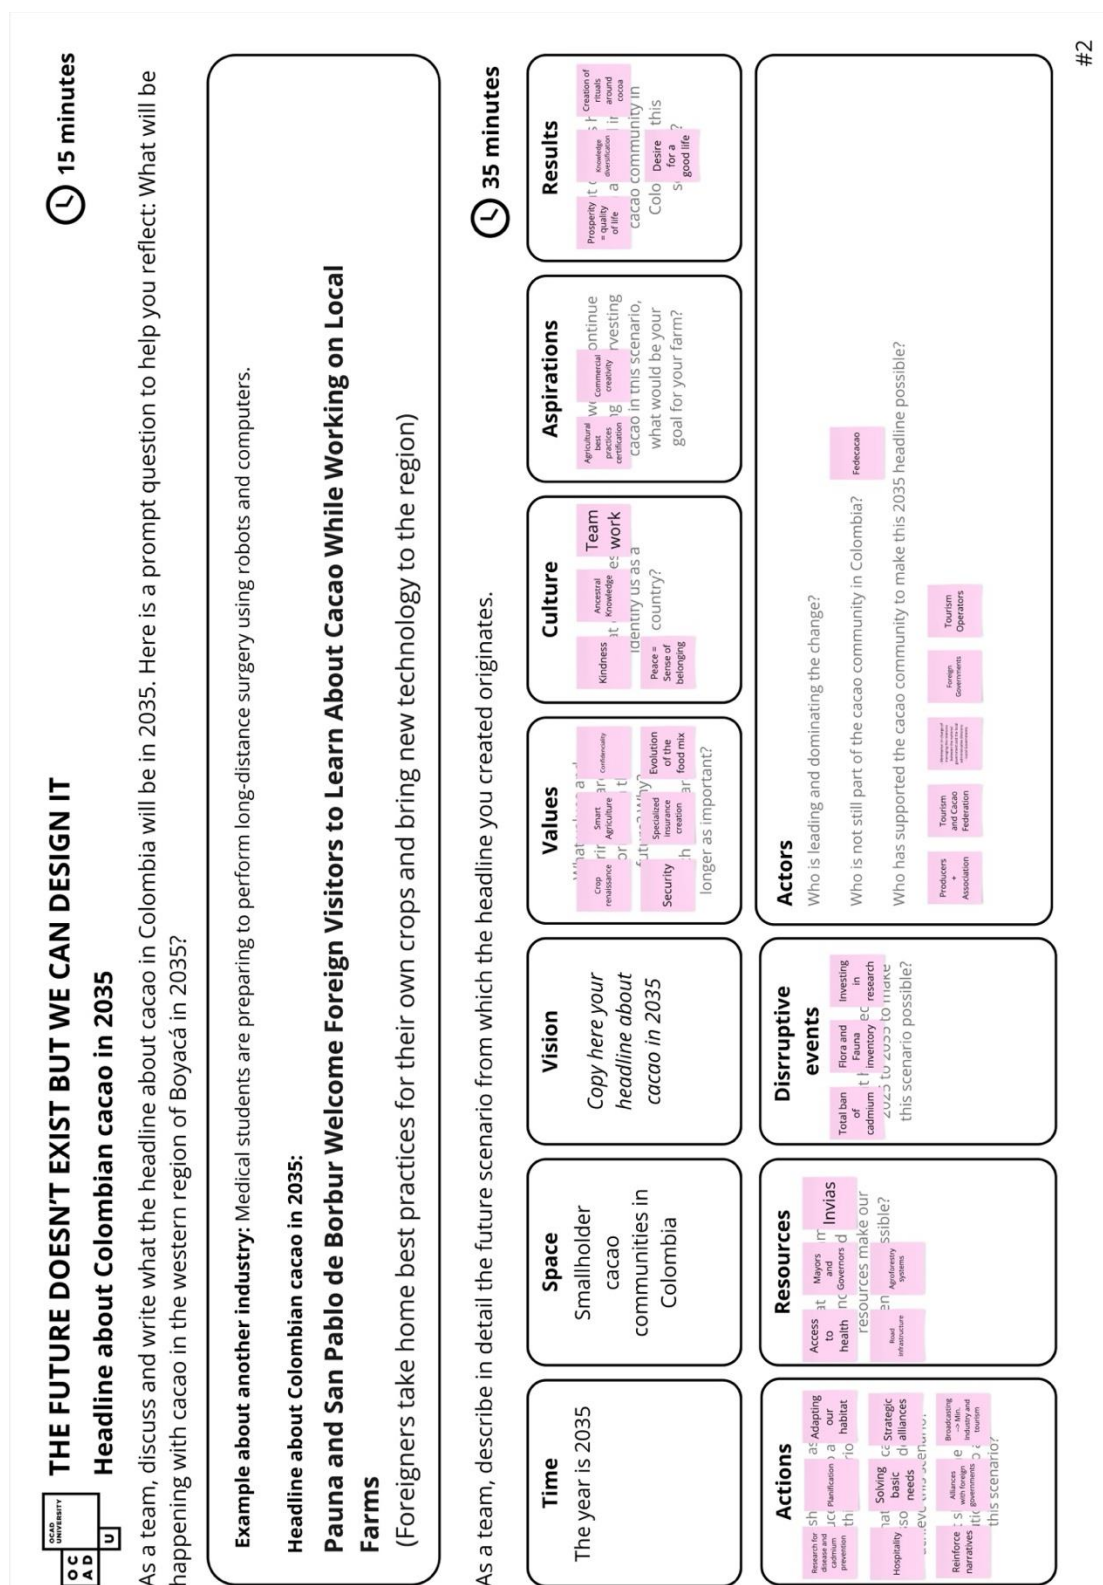 OCAD
UNIVERSITY
O C
A D
U
THE FUTURE DOESN'T EXIST BUT WE CAN DESIGN IT
Headline about Colombian cacao in 2035
15 minutes
As a team, discuss and write what the headline about cacao in Colombia will be in 2035. Here is a prompt question to help you reflect: What will be
happening with cacao in the western region of Boyacá in 2035?
Example about another industry: Medical students are preparing to perform long-distance surgery using robots and computers.
Headline about Colombian cacao in 2035:
Pauna and San Pablo de Borbur Welcome Foreign Visitors to Learn About Cacao While Working on Local
Farms
(Foreigners take home best practices for their own crops and bring new technology to the region)
As a team, describe in detail the future scenario from which the headline you created originates.
35 minutes
Time
The year is 2035
Space
Smallholder
cacao
communities in
Colombia
Vision
Copy here your
headline about
cacao in 2035
Values
Crop
renaissance
Smart
Agriculture
Confidenciality
Security
Specialized
insurance
creation
Evolution
of the
food mix
future? Why?
longer as important?
Culture
Kindness
Ancestral
Knowledge
Team
work
Peace =
Sense of
belonging
identify us as a
country?
Aspirations
Agricultural
best
practices
certification
Commercial
creativity
cacao in this scenario,
what would be your
goal for your farm?
Results
Prosperity
= quality
of life
Knowledge
diversification
Creation of
rituals
around
cocoa
Desire
for a
good life
cacao community in
this
Actions
Research for
disease and
cadmium
prevention
Planification
Adapting
our
habitat
Hospitality
Solving
basic
needs
Strategic
alliances
Reinforce
narratives
Alliances
with foreign
governments
Broadcasting
--> Min.
Industry and
tourism
this scenario?
Resources
Access
to
health
Mayors
and
Governors
Invias
Road
infrastructure
Agroforestry
systems
resources make our
Disruptive
events
Total ban
of
cadmium
Flora and
Fauna
inventory
Investing
in
research
2025 to 2035 to make
this scenario possible?
Actors
Who is leading and dominating the change?
Who is not still part of the cacao community in Colombia?
Fedecacao
Who has supported the cacao community to make this 2035 headline possible?
Producers
+
Association
Tourism
and Cacao
Federation
Foreign
Governments
Tourism
Operators
#2